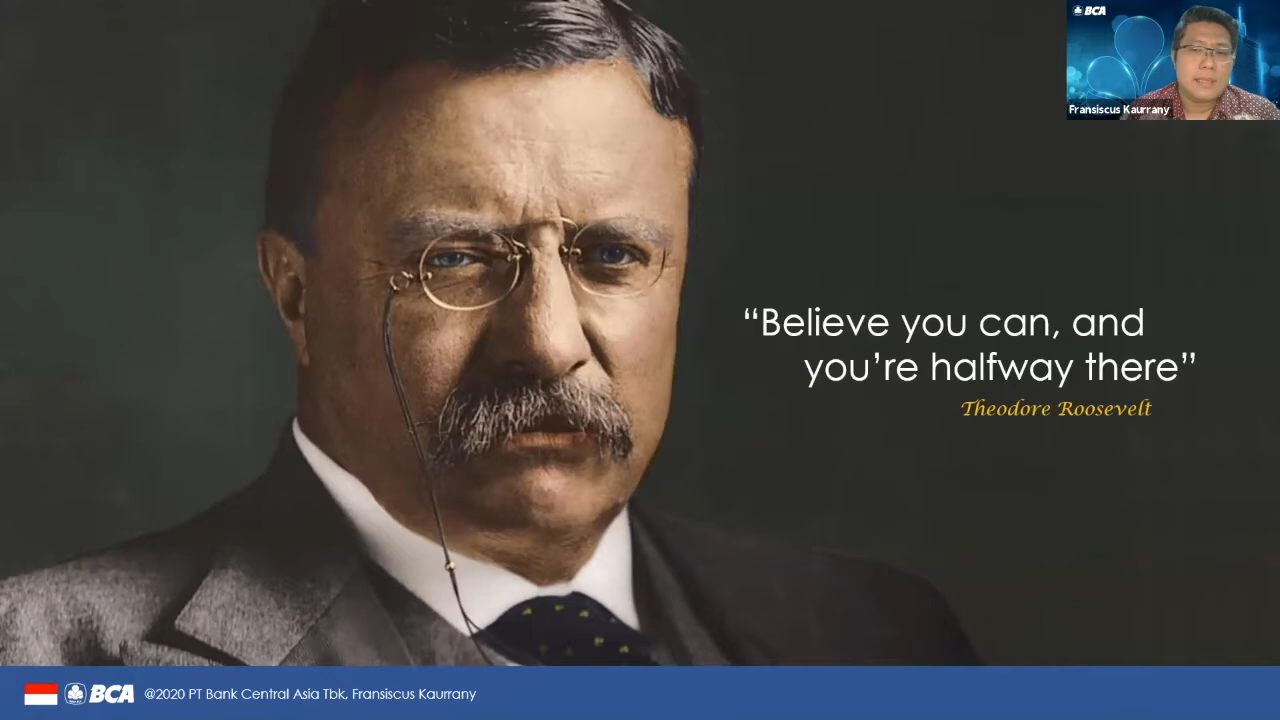 BCA
Fransiscus Kaurrany
“Believe you can, and
you’re halfway there”
Theodore Roosevelt
BCA @2020 PT Bank Central Asia Tbk, Fransiscus Kaurrany